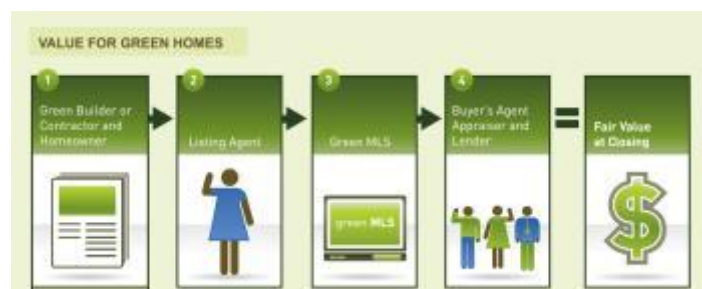 VALUE FOR GREEN HOMES
1
Green Builder or
Contractor and
Homeowner
2
Listing Agent
3
Green MLS
green MLS
4
Buyer's Agent
Appraiser and
Lender
Fair Value
at Closing
$